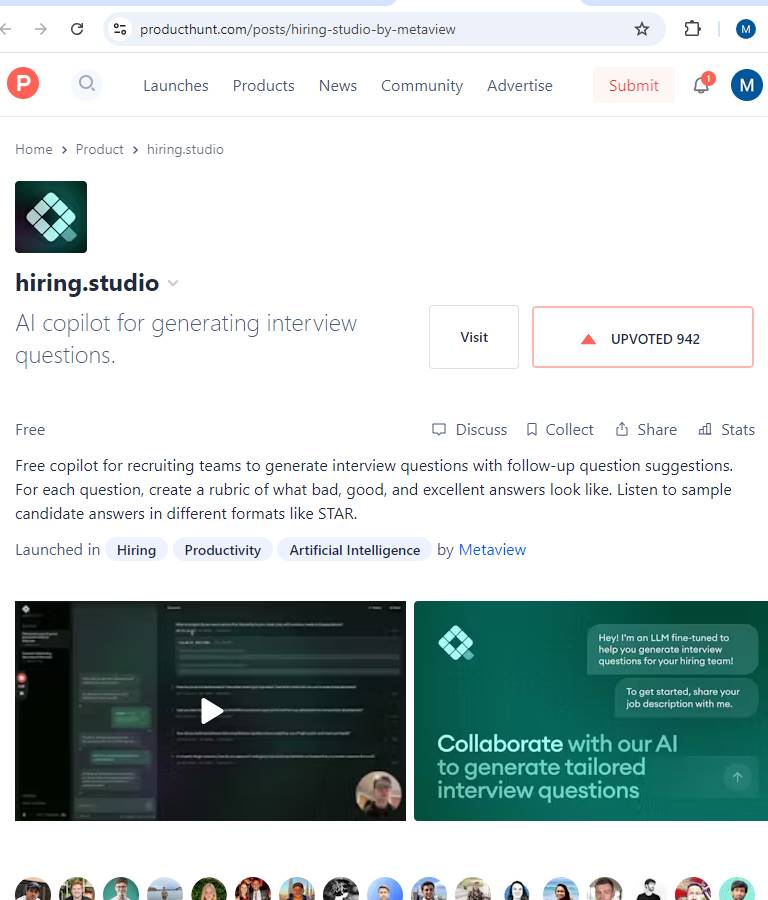 producthunt.com/posts/hiring-studio-by-metaview
M
P
Launches Products News Community Advertise Submit 1 M
Home > Product > hiring.studio
hiring.studio
AI copilot for generating interview
questions.
Visit
UPVOTED 942
Free
Discuss Collect Share Stats
Free copilot for recruiting teams to generate interview questions with follow-up question suggestions.
For each question, create a rubric of what bad, good, and excellent answers look like. Listen to sample
candidate answers in different formats like STAR.
Launched in Hiring Productivity Artificial Intelligence by Metaview
Hey! I'm an LLM fine-tuned to
help you generate interview
questions for your hiring team!
To get started, share your
job description with me.
Collaborate with our AI
to generate tailored
interview questions